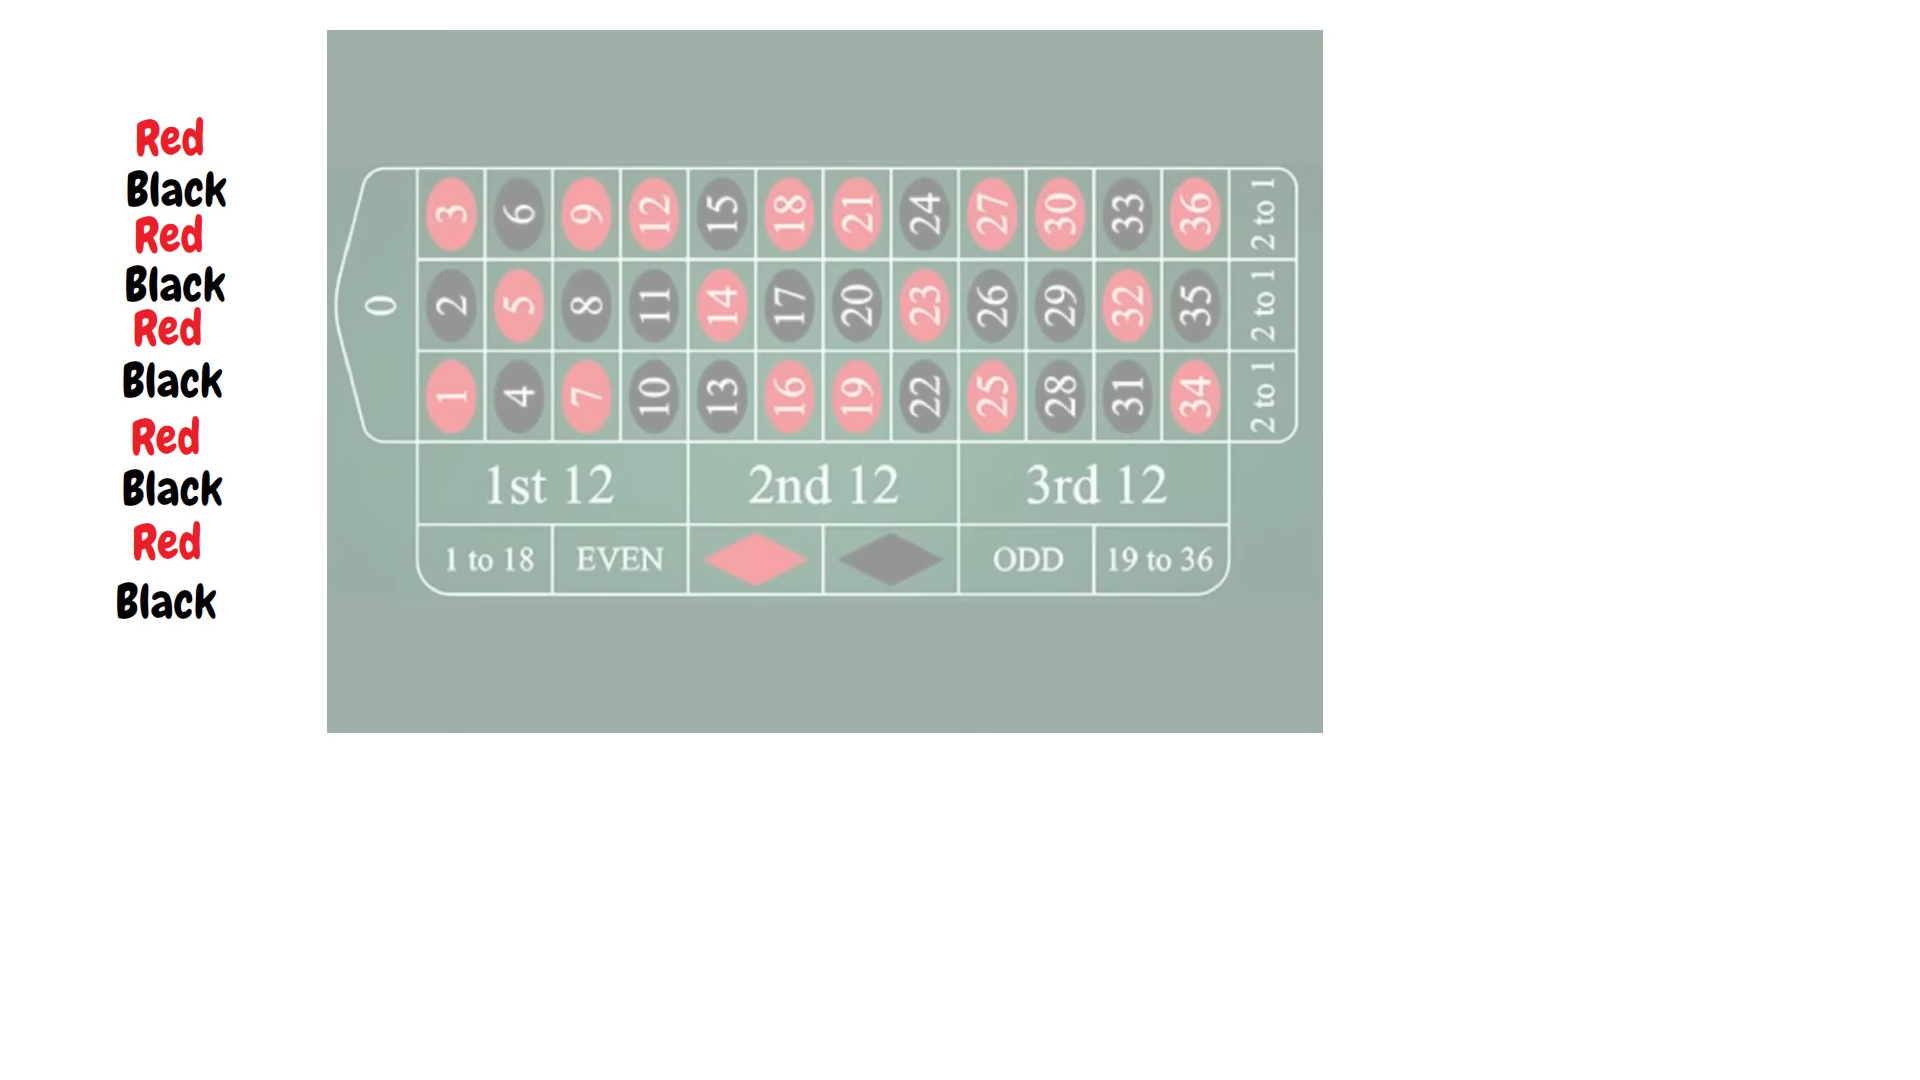 Red
Black
Red
Black
Red
Black
Red
Black
Red
Black
0
3 6 9 12 15 18 21 24 27 30 33 36 2 to 1
2 5 8 11 14 17 20 23 26 29 32 35 2 to 1
1 4 7 10 13 16 19 22 25 28 31 34 2 to 1
1st 12 2nd 12 3rd 12
1 to 18 EVEN ODD 19 to 36